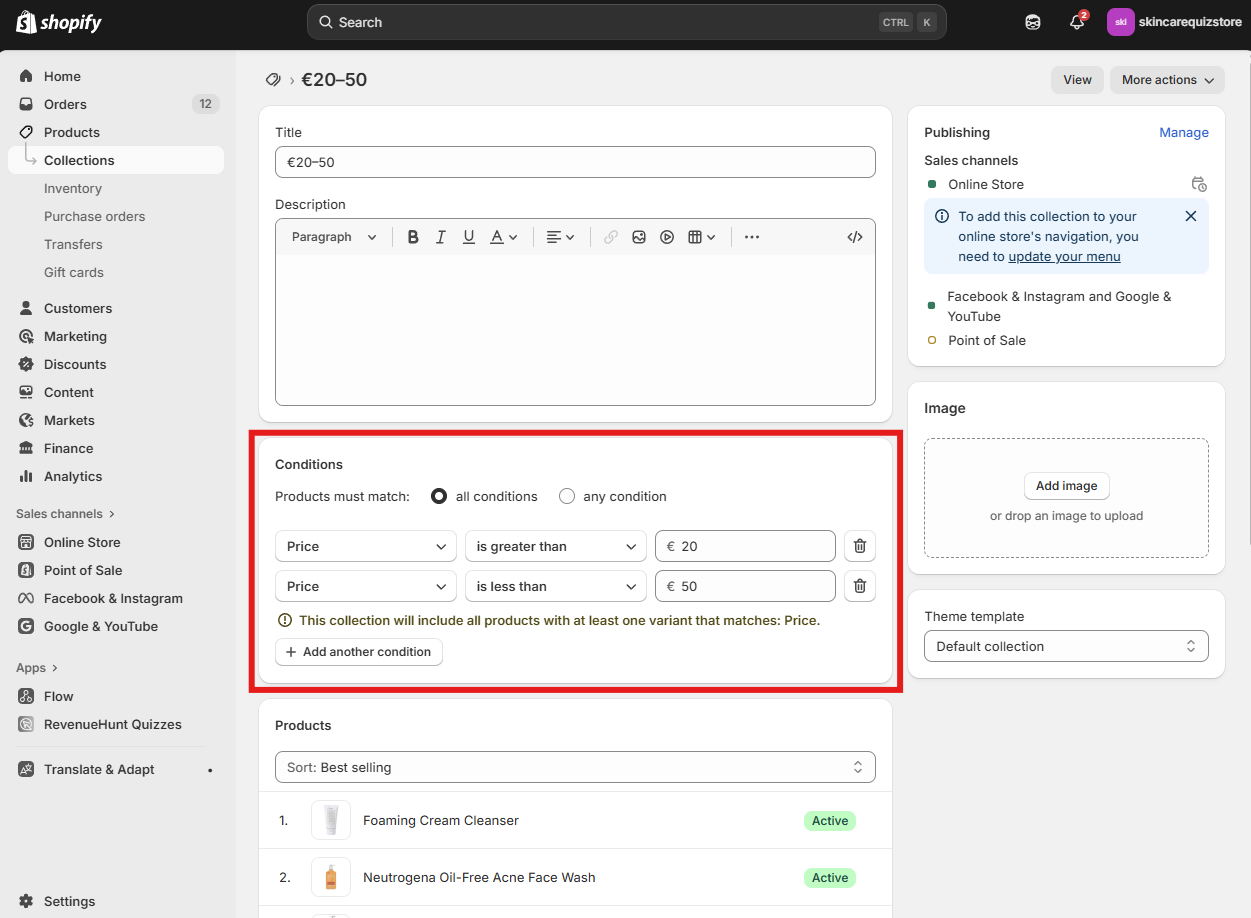 shopify
Search
CTRL K
2
ski
skincarequizstore
Home
Orders
12
Products
Collections
Inventory
Purchase orders
Transfers
Gift cards
Customers
Marketing
Discounts
Content
Markets
Finance
Analytics
Sales channels
Online Store
Point of Sale
Facebook & Instagram
Google & YouTube
Apps
Flow
RevenueHunt Quizzes
Translate & Adapt
Settings
€20–50
View
More actions
Title
€20–50
Description
Paragraph
Conditions
Products must match:
all conditions
any condition
Price
is greater than
€ 20
Price
is less than
€ 50
This collection will include all products with at least one variant that matches: Price.
Add another condition
Products
Sort: Best selling
1. Foaming Cream Cleanser
Active
2. Neutrogena Oil-Free Acne Face Wash
Active
Publishing
Manage
Sales channels
Online Store
To add this collection to your
online store's navigation, you
need to update your menu
Facebook & Instagram and Google &
YouTube
Point of Sale
Image
Add image
or drop an image to upload
Theme template
Default collection